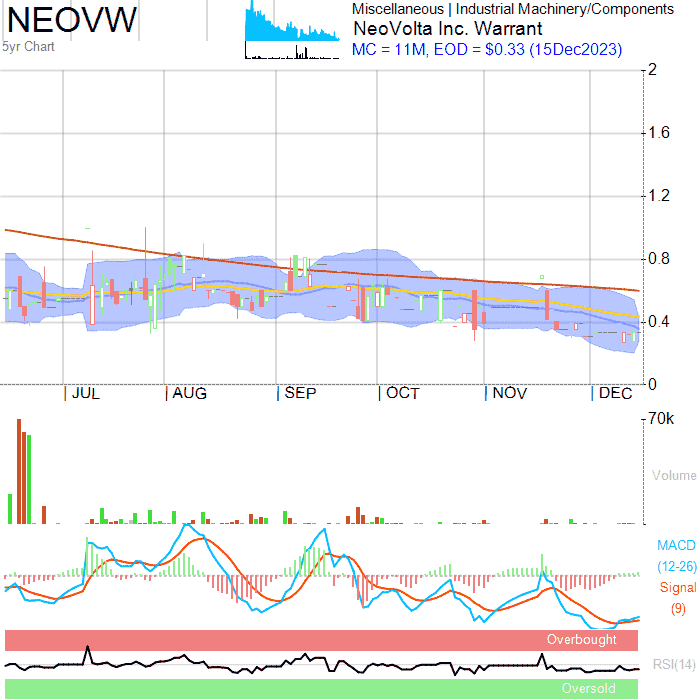 NEOVW
5yr Chart
Miscellaneous | Industrial Machinery/Components
NeoVolta Inc. Warrant
MC = 11M, EOD = $0.33 (15Dec2023)
2
1.6
1.2
0.8
0.4
0
| JUL | AUG | SEP | OCT | NOV | DEC
70k
Volume
MACD
(12-26)
Signal
(9)
Overbought
RSI(14)
Oversold